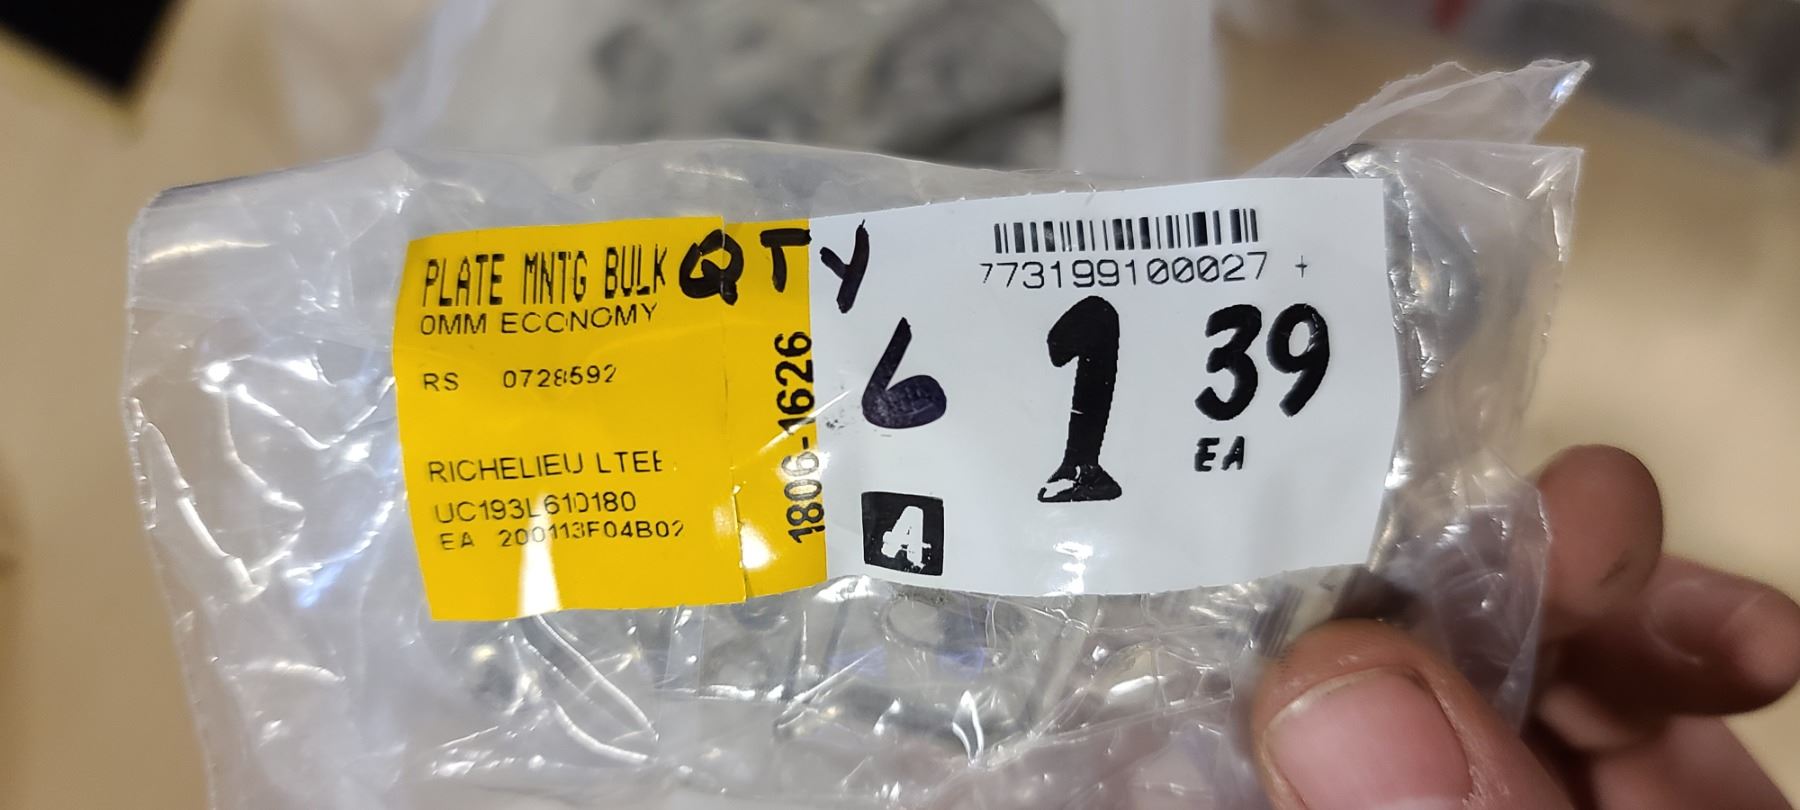 PLATE MNTG BULK
0MM ECONOMY
RS 0728592
RICHELIEU LTEE
UC193L610180
EA 200113F04B02
1806-1626
QTY
6
A
773199100027 +
1 39
EA